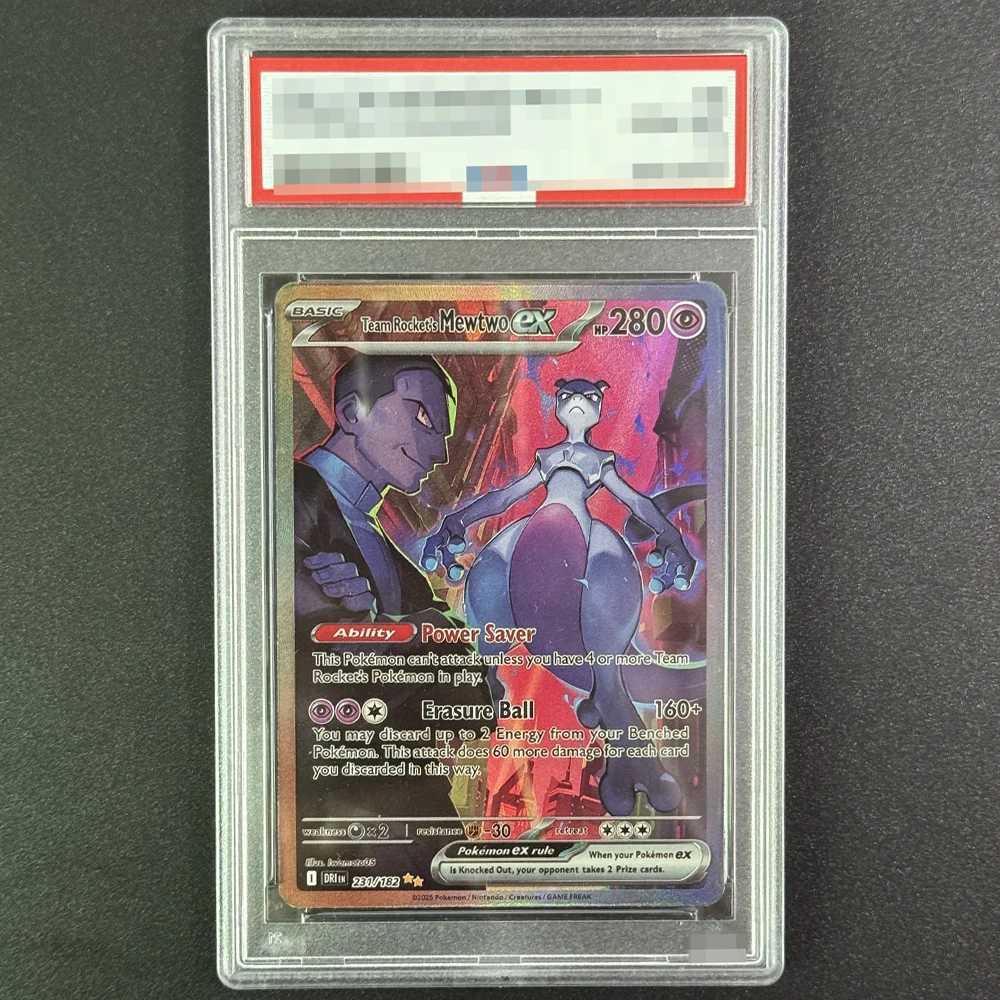 BASIC
Team Rocket's Mewtwo ex HP 280
Ability Power Saver
This Pokémon can't attack unless you have 4 or more Team
Rocket's Pokémon in play.
Erasure Ball 160+
You may discard up to 2 Energy from your Benched
Pokémon. This attack does 60 more damage for each card
you discarded in this way.
weakness ×2 resistance -30 retreat
Illus. Iwamoto05
Pokémon ex rule When your Pokémon ex
is Knocked Out, your opponent takes 2 Prize cards.
I DRI EN 231/182
©2025 Pokémon / Nintendo / Creatures / GAME FREAK